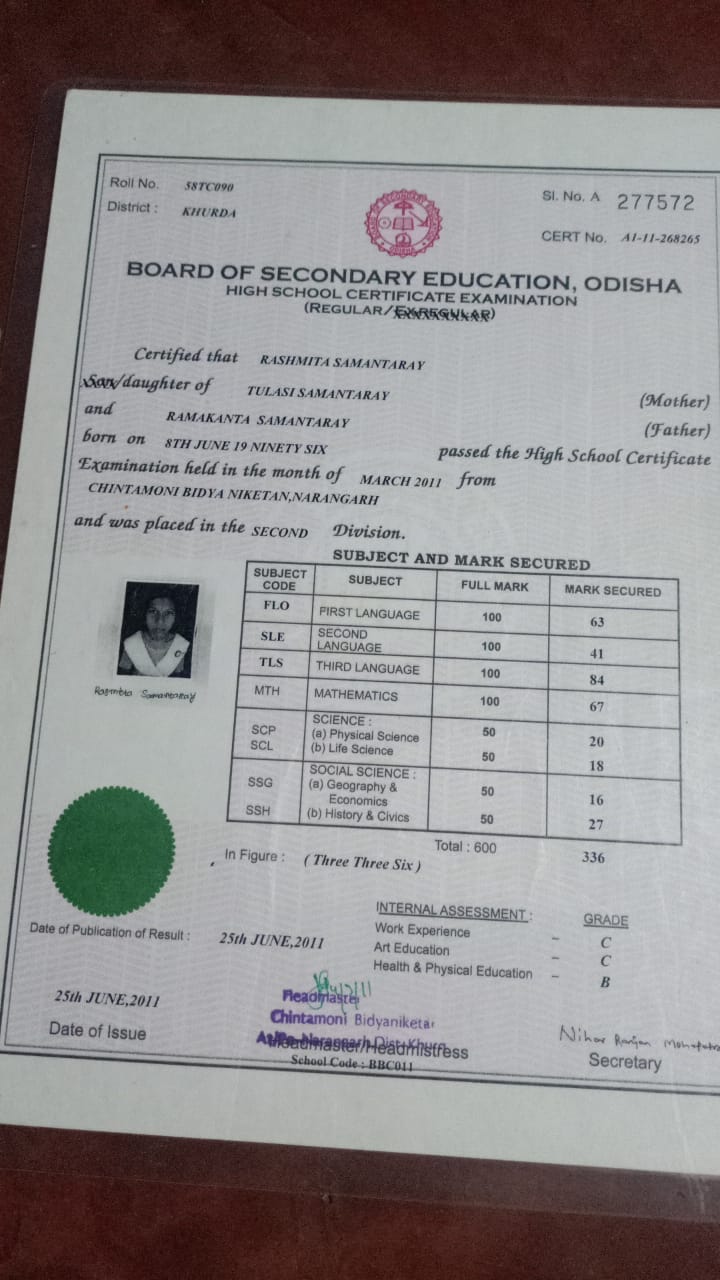 Roll No. 58TC090
District : KHURDA
BOARD OF SECONDARY EDUCATION
ODISHA
Sl. No. A 277572
CERT No. A1-11-268265
BOARD OF SECONDARY EDUCATION, ODISHA
HIGH SCHOOL CERTIFICATE EXAMINATION
(REGULAR/EX-REGULAR)
Certified that RASHMITA SAMANTARAY
Son/daughter of TULASI SAMANTARAY (Mother)
and RAMAKANTA SAMANTARAY (Father)
born on 8TH JUNE 19 NINETY SIX passed the High School Certificate
Examination held in the month of MARCH 2011 from
CHINTAMONI BIDYA NIKETAN,NARANGARH
and was placed in the SECOND Division.
SUBJECT AND MARK SECURED
SUBJECT CODE SUBJECT FULL MARK MARK SECURED
FLO FIRST LANGUAGE 100 63
SLE SECOND LANGUAGE 100 41
TLS THIRD LANGUAGE 100 84
MTH MATHEMATICS 100 67
SCIENCE :
SCP (a) Physical Science 50 20
SCL (b) Life Science 50 18
SOCIAL SCIENCE :
SSG (a) Geography & Economics 50 16
SSH (b) History & Civics 50 27
Rasmita Samantaray
Total : 600 336
In Figure : ( Three Three Six )
INTERNAL ASSESSMENT : GRADE
Work Experience – C
Art Education – C
Health & Physical Education – B
Date of Publication of Result : 25th JUNE,2011
25th JUNE,2011
Date of Issue
Headmaster
Chintamoni Bidyaniketan
Narangarh Dist-Khurda
Headmaster/Headmistress
School Code : BBC011
Nihar Ranjan Mohapatra
Secretary